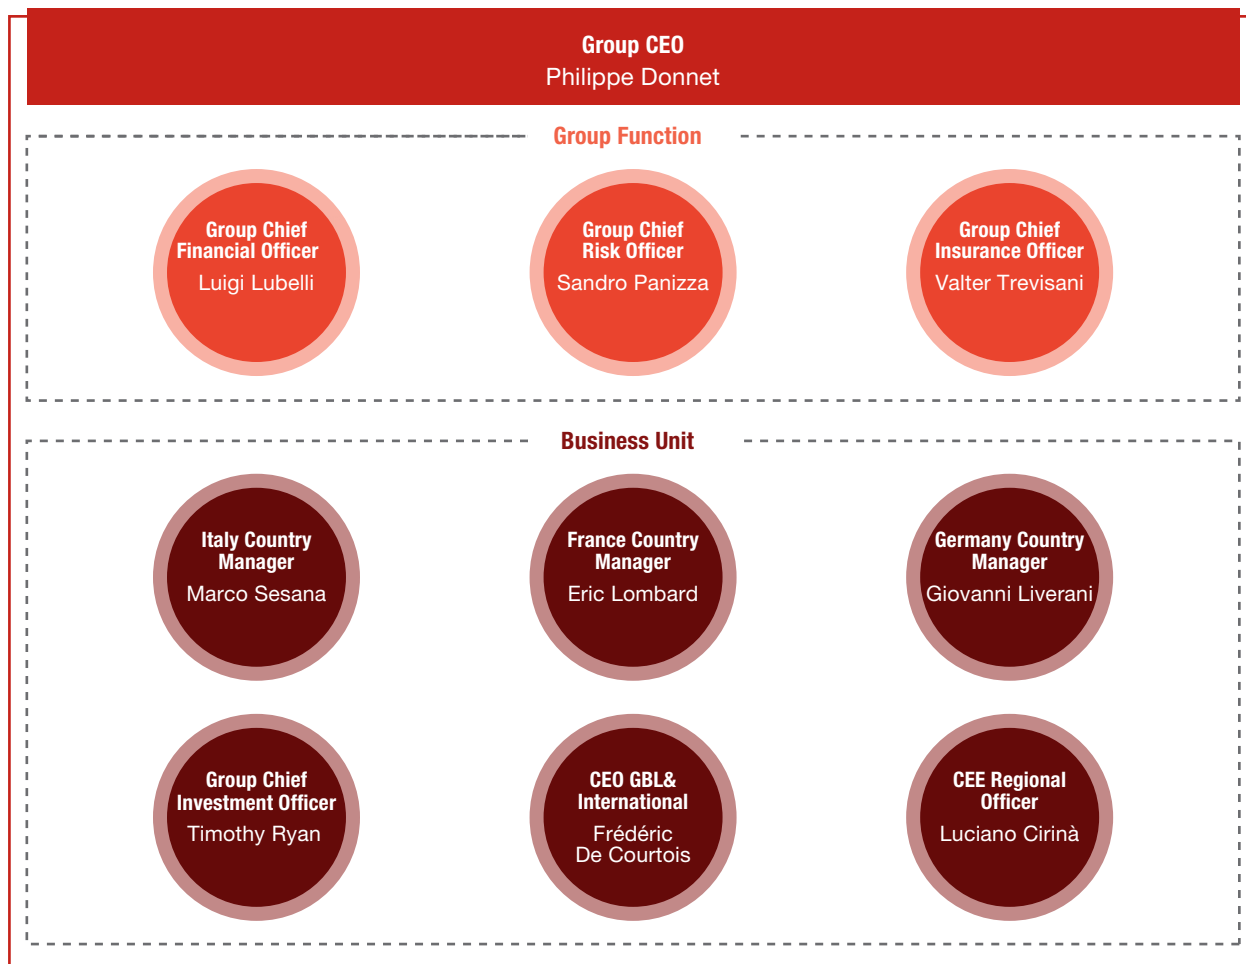 Group CEO
Philippe Donnet
Group Function
Group Chief
Financial Officer
Luigi Lubelli
Group Chief
Risk Officer
Sandro Panizza
Group Chief
Insurance Officer
Valter Trevisani
Business Unit
Italy Country
Manager
Marco Sesana
France Country
Manager
Eric Lombard
Germany Country
Manager
Giovanni Liverani
Group Chief
Investment Officer
Timothy Ryan
CEO GBL&
International
Frédéric
De Courtois
CEE Regional
Officer
Luciano Cirinà